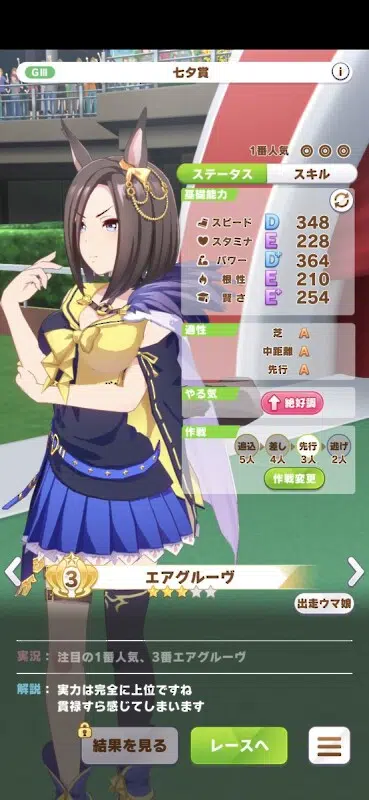 GIII 七夕賞
1番人気 ◎ ◎ ◎
ステータス スキル
基礎能力
スピード D 348
スタミナ E 228
パワー D+ 364
根性 E 210
賢さ E+ 254
適性
芝 A
中距離 A
先行 A
やる気
絶好調
作戦
追込 差し 先行 逃げ
5人 4人 3人 2人
作戦変更
3 エアグルーヴ
出走ウマ娘
実況： 注目の1番人気、3番エアグルーヴ
解説： 実力は完全に上位ですね
貫禄すら感じてしまいます
結果を見る レースへ